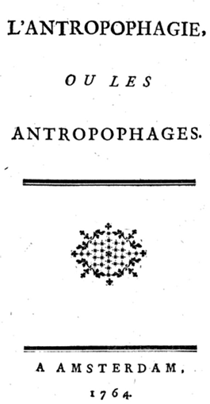 L'ANTROPOPHAGIE,
OU LES
ANTROPOPHAGES.
A AMSTERDAM,
1764.